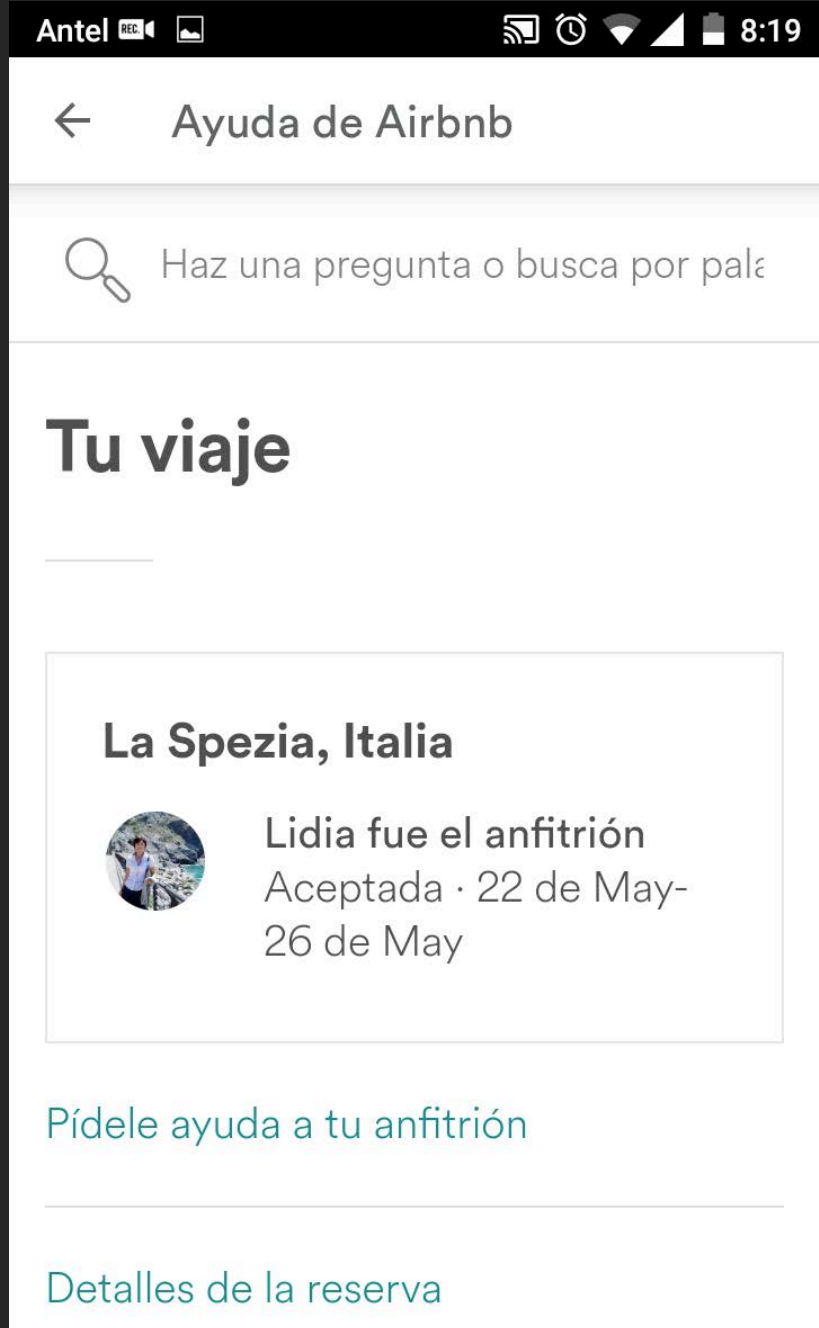 Antel REC. 8:19
Ayuda de Airbnb
Haz una pregunta o busca por
Tu viaje
La Spezia, Italia
Lidia fue el anfitrión
Aceptada · 22 de May-
26 de May
Pídele ayuda a tu anfitrión
Detalles de la reserva